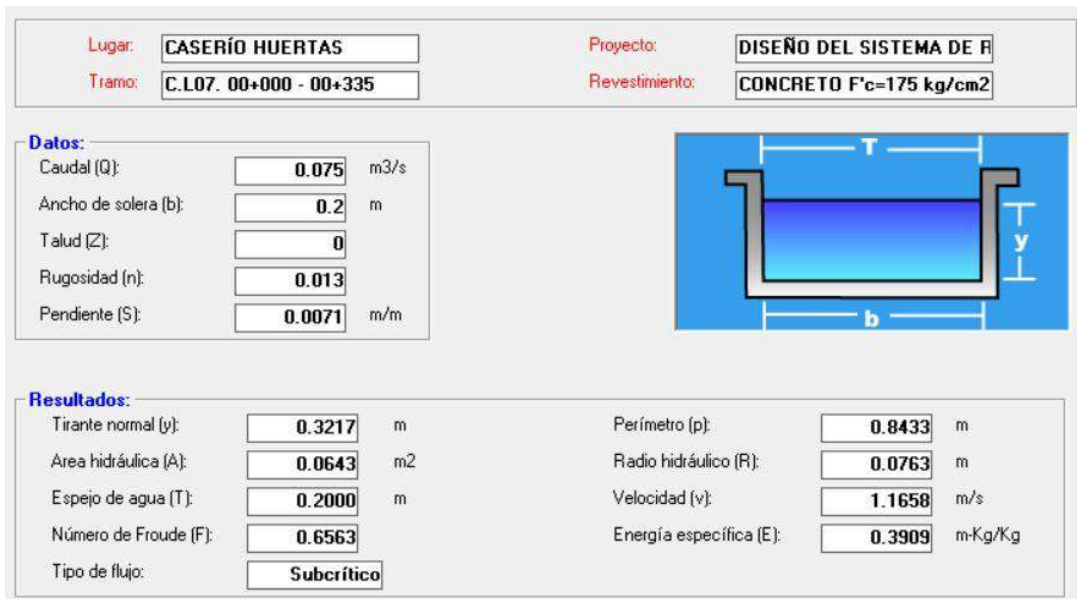 Lugar: CASERÍO HUERTAS Proyecto: DISEÑO DEL SISTEMA DE R
Tramo: C.L07. 00+000 - 00+335 Revestimiento: CONCRETO F'c=175 kg/cm2
Datos:
Caudal (Q): 0.075 m3/s
Ancho de solera (b): 0.2 m
Talud (Z): 0
Rugosidad (n): 0.013
Pendiente (S): 0.0071 m/m
T
y
b
Resultados:
Tirante normal (y): 0.3217 m Perímetro (p): 0.8433 m
Area hidráulica (A): 0.0643 m2 Radio hidráulico (R): 0.0763 m
Espejo de agua (T): 0.2000 m Velocidad (v): 1.1658 m/s
Número de Froude (F): 0.6563 Energía específica (E): 0.3909 m-Kg/Kg
Tipo de flujo: Subcrítico